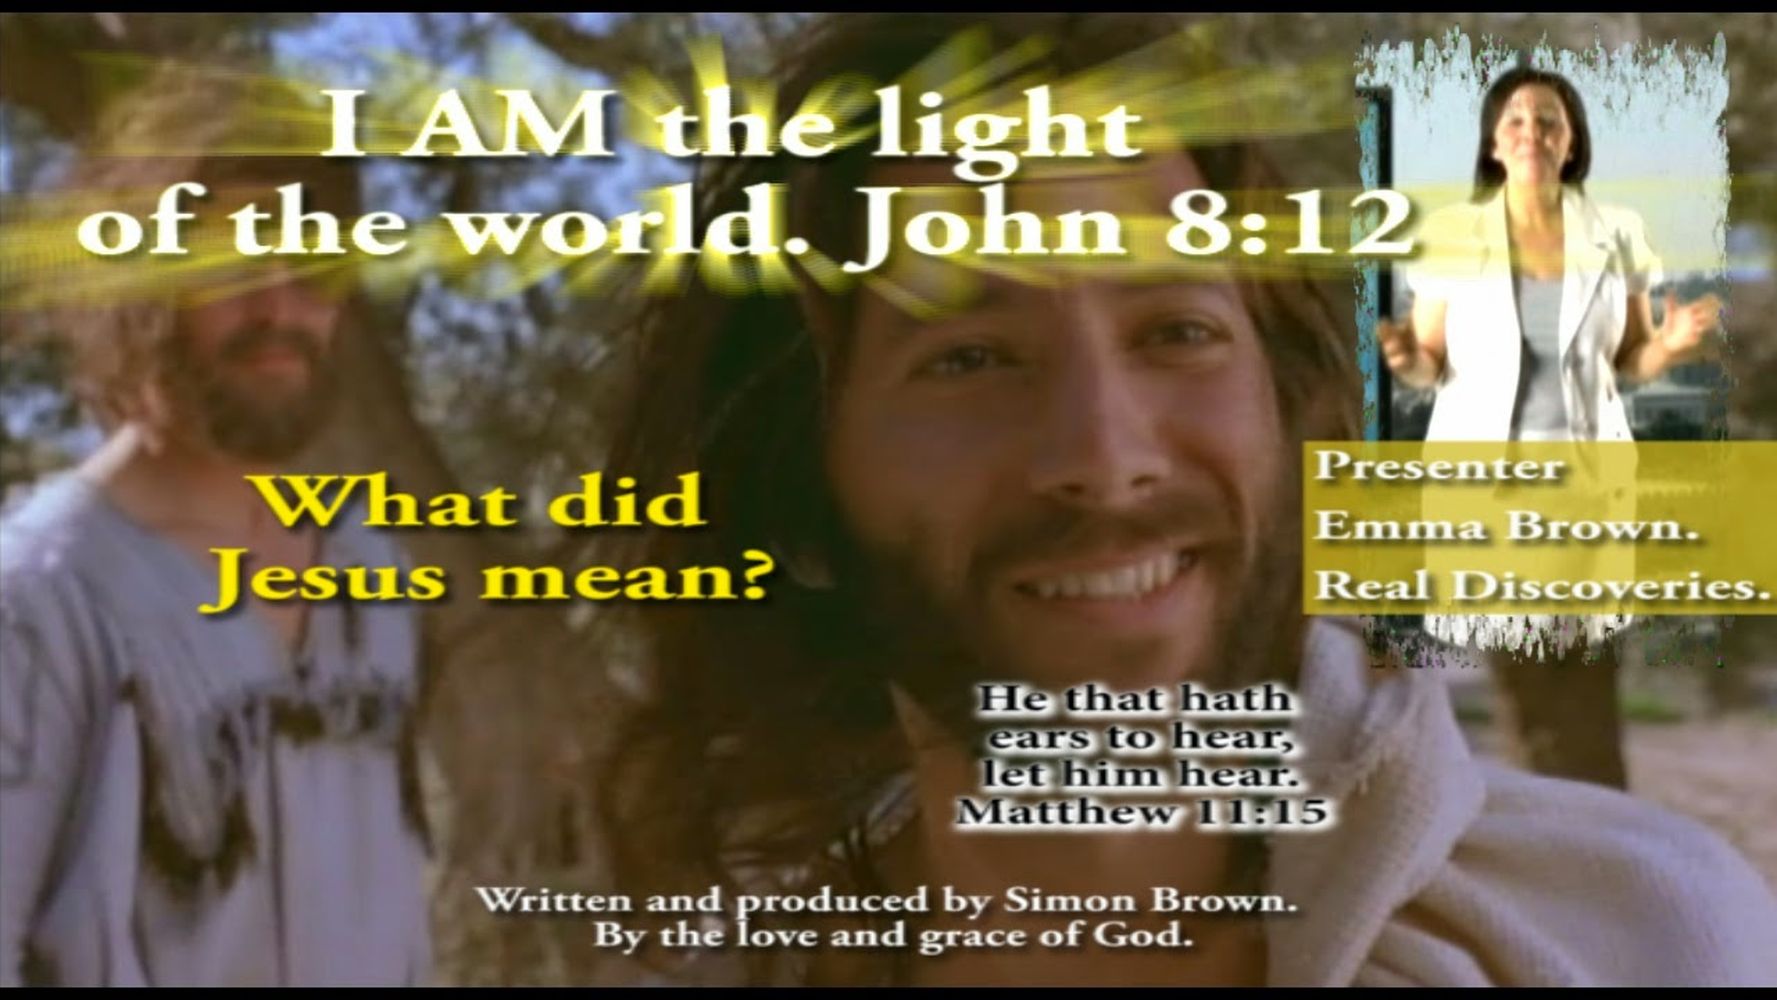 I AM the light
of the world. John 8:12
What did
Jesus mean?
Presenter
Emma Brown.
Real Discoveries.
He that hath
ears to hear,
let him hear.
Matthew 11:15
Written and produced by Simon Brown.
By the love and grace of God.